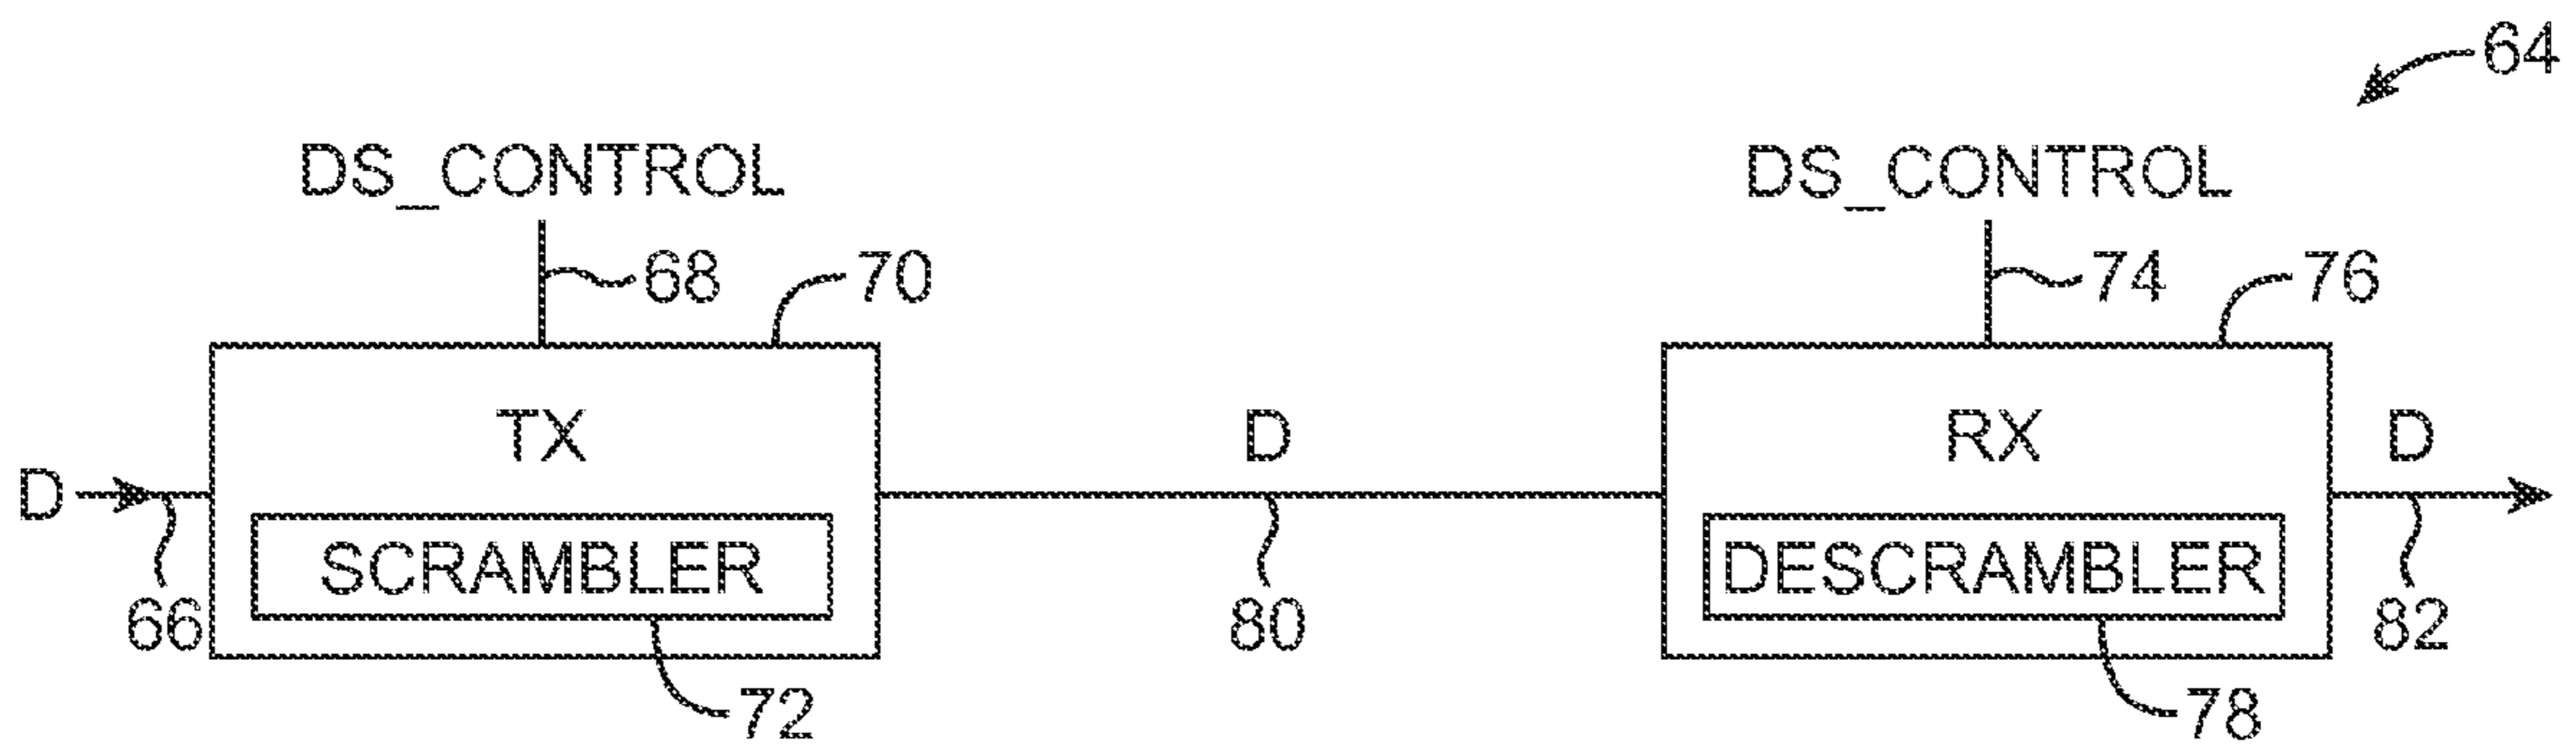 64
DS_CONTROL DS_CONTROL
68 70 74 76
TX D RX D
D
SCRAMBLER DESCRAMBLER
66 80 82
72 78